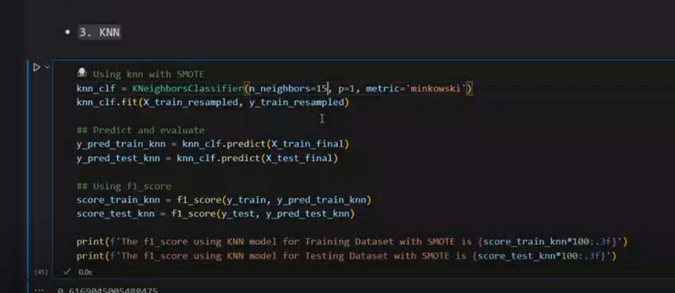 3. KNN
## Using knn with SMOTE
knn_clf = KNeighborsClassifier(n_neighbors=15, p=1, metric='minkowski')
knn_clf.fit(X_train_resampled, y_train_resampled)
## Predict and evaluate
y_pred_train_knn = knn_clf.predict(X_train_final)
y_pred_test_knn = knn_clf.predict(X_test_final)
## Using f1_score
score_train_knn = f1_score(y_train, y_pred_train_knn)
score_test_knn = f1_score(y_test, y_pred_test_knn)
print(f'The f1_score using KNN model for Training Dataset with SMOTE is {score_train_knn*100:.3f}')
print(f'The f1_score using KNN model for Testing Dataset with SMOTE is {score_test_knn*100:.3f}')
[45] 0.0s